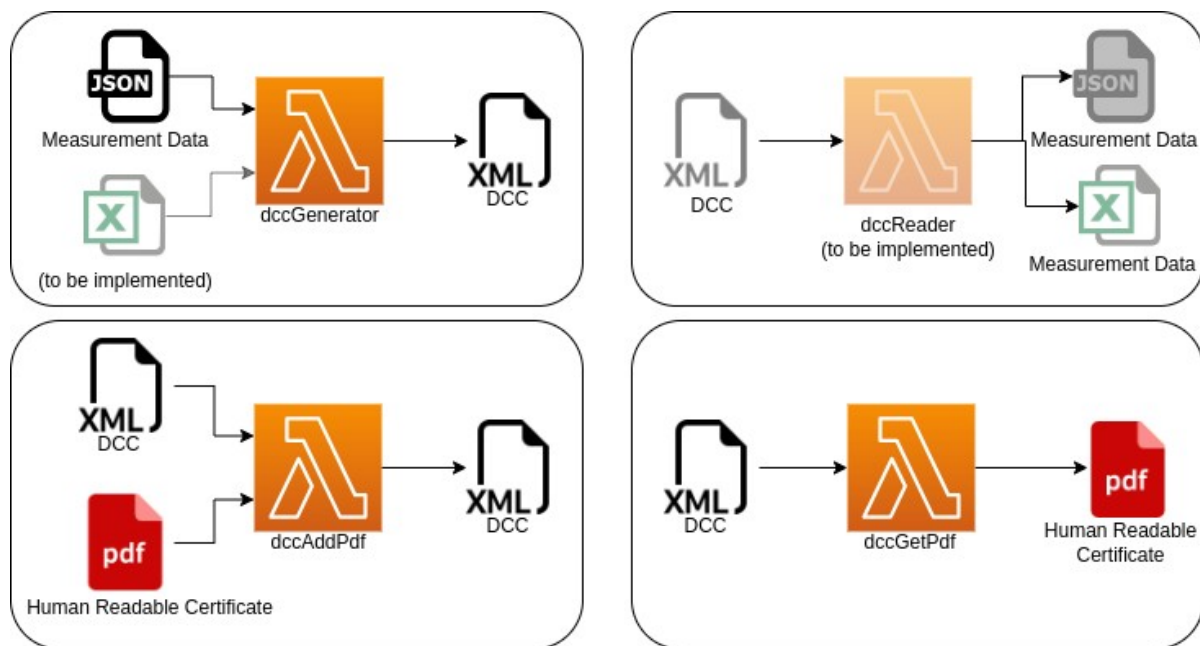 JSON
Measurement Data
X
(to be implemented)
dccGenerator
XML
DCC
XML
DCC
dccReader
(to be implemented)
JSON
Measurement Data
X
Measurement Data
XML
DCC
pdf
Human Readable Certificate
dccAddPdf
XML
DCC
XML
DCC
dccGetPdf
pdf
Human Readable
Certificate